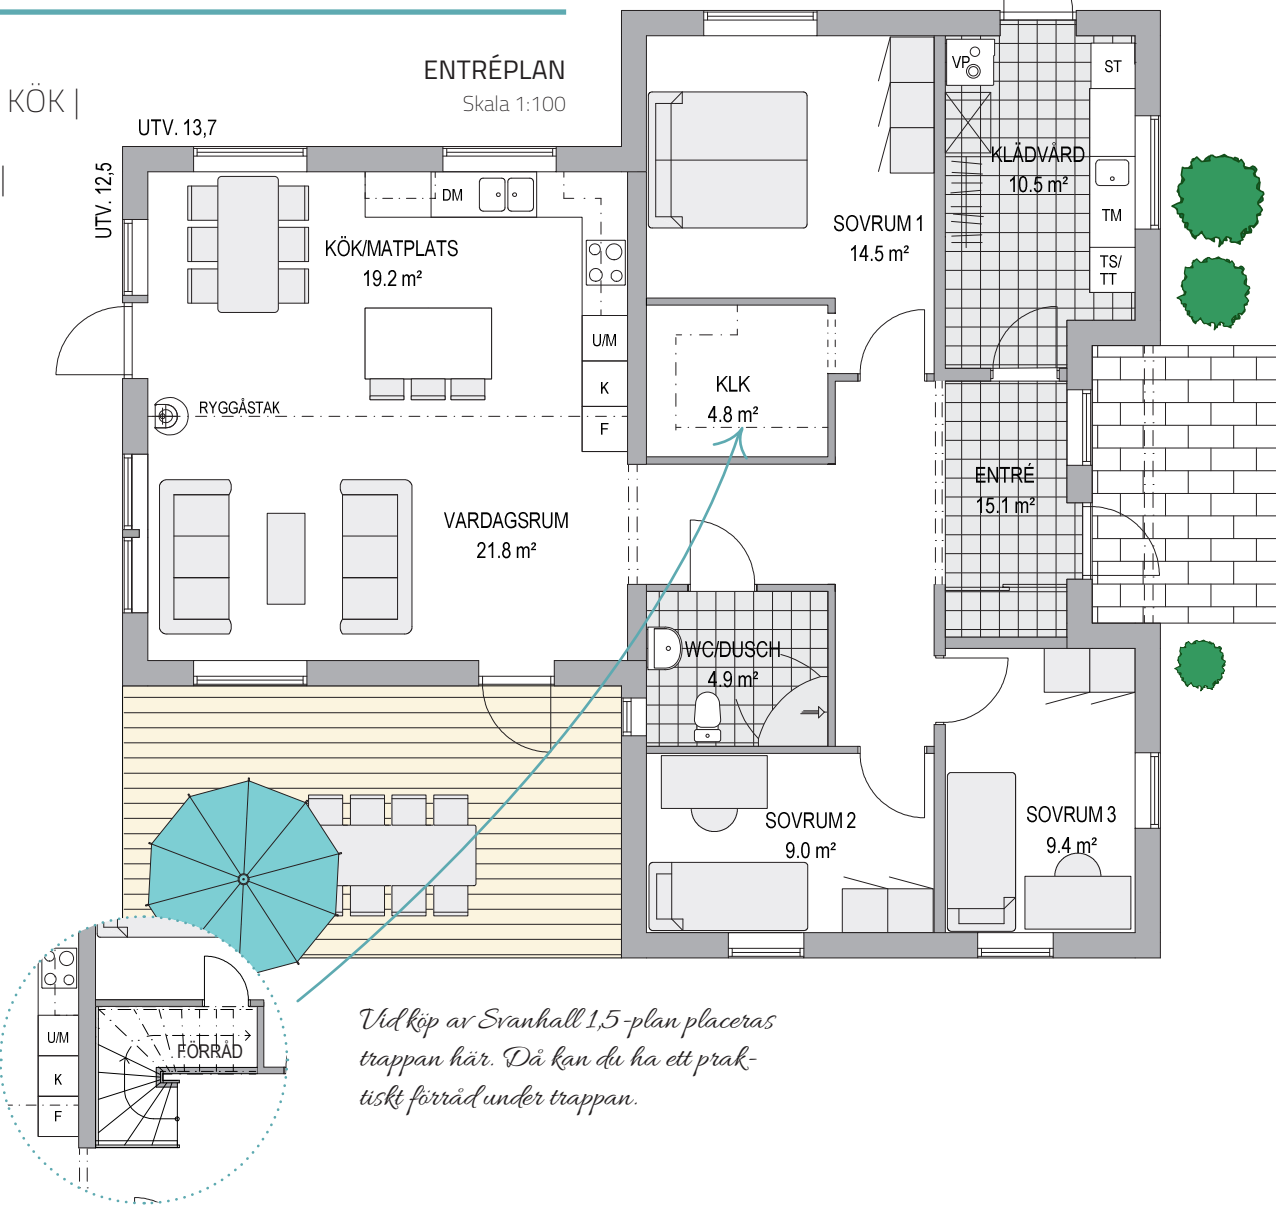 ENTRÉPLAN
Skala 1:100
KÖK |
|
UTV. 13,7
UTV. 12,5
DM
KÖK/MATPLATS
19.2 m²
U/M
K
F
RYGGÅSTAK
VARDAGSRUM
21.8 m²
SOVRUM 1
14.5 m²
KLK
4.8 m²
VP
ST
KLÄDVÅRD
10.5 m²
TM
TS/
TT
ENTRÉ
15.1 m²
WC/DUSCH
4.9 m²
SOVRUM 2
9.0 m²
SOVRUM 3
9.4 m²
U/M
K
F
FÖRRÅD
Vid köp av Svanhall 1,5-plan placeras
trappan här. Då kan du ha ett prak-
tiskt förråd under trappan.